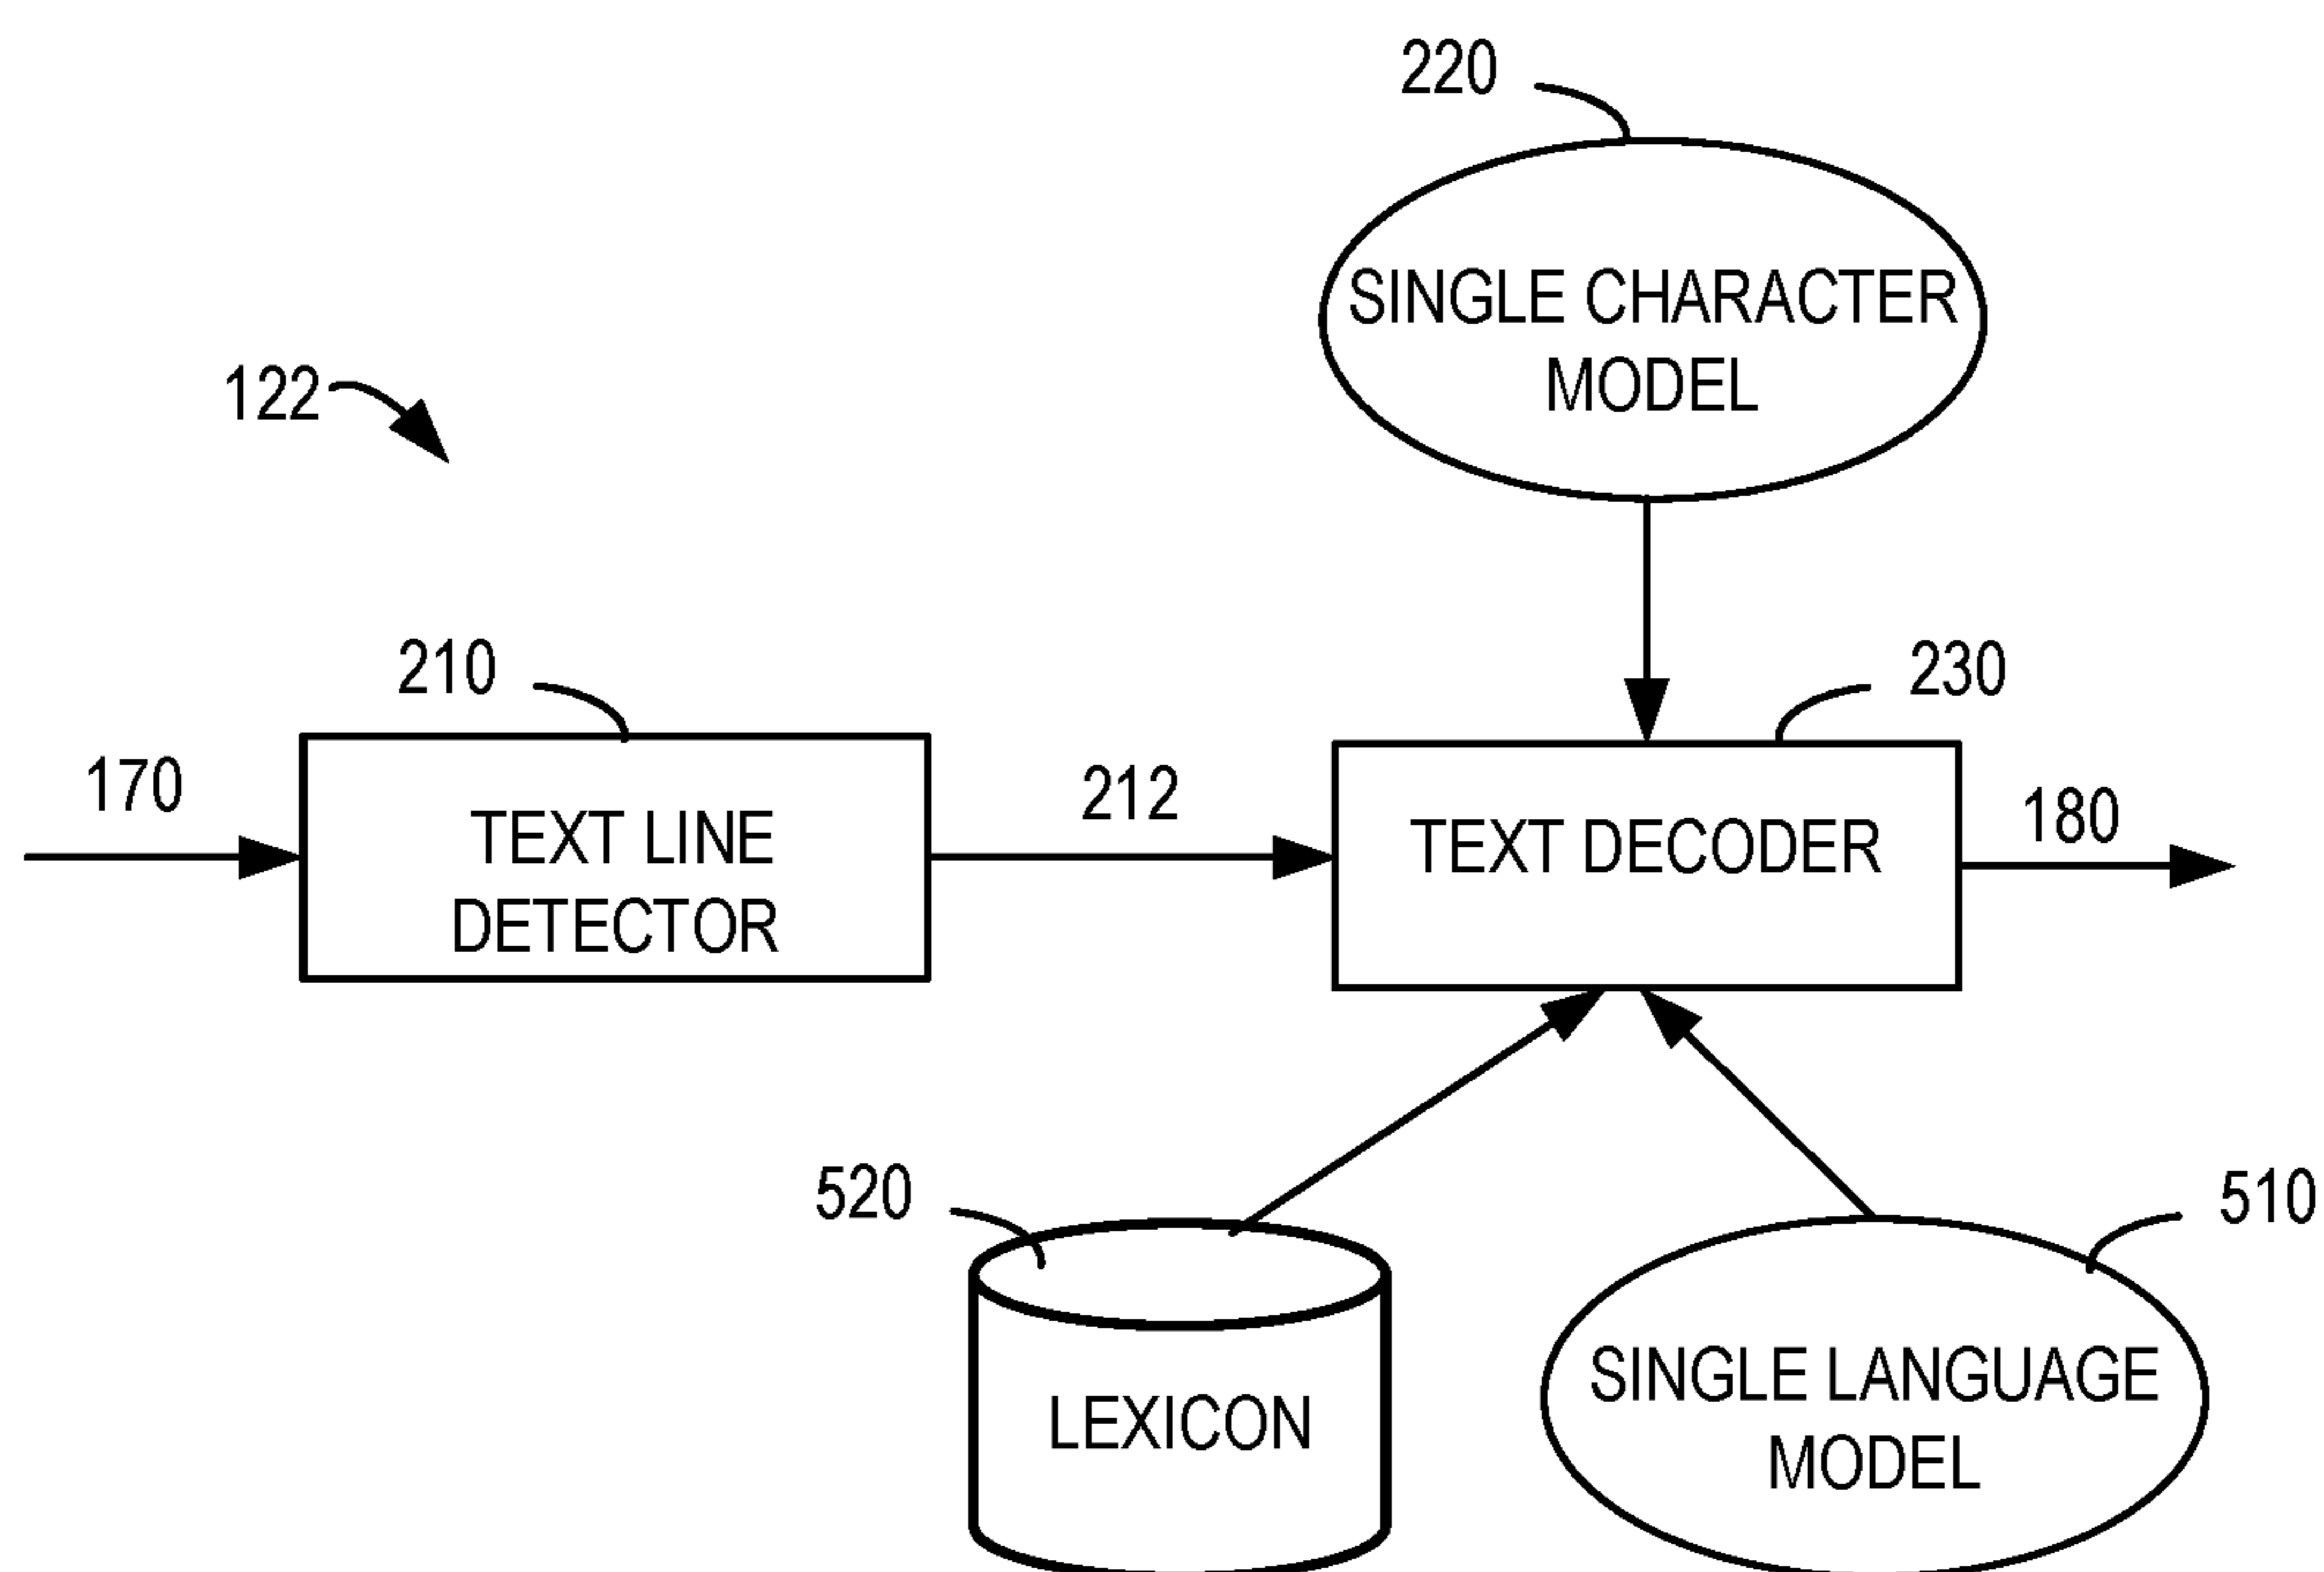 220
SINGLE CHARACTER
MODEL
122
210
230
170
212
180
TEXT LINE
DETECTOR
TEXT DECODER
520
510
LEXICON
SINGLE LANGUAGE
MODEL